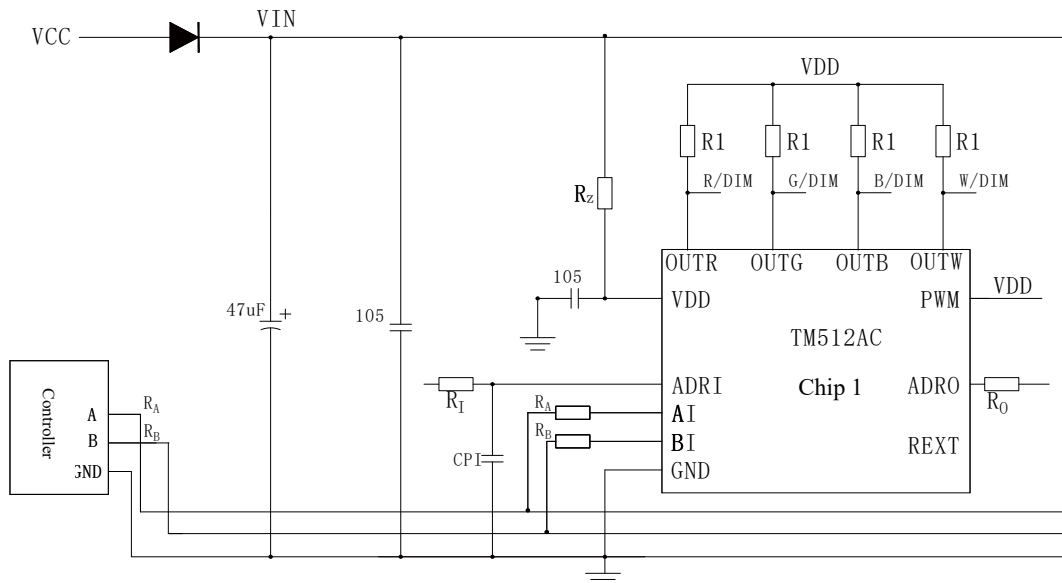 VIN
VCC
VDD
R1 R1 R1 R1
R/DIM G/DIM B/DIM W/DIM
RZ
OUTR OUTG OUTB OUTW
105
VDD
PWM
VDD
47uF +
105
TM512AC
Chip 1
ADRI
ADRO
RI
RO
Controller
A
RA
RA
AI
B
RB
RB
BI
REXT
CPI
GND
GND